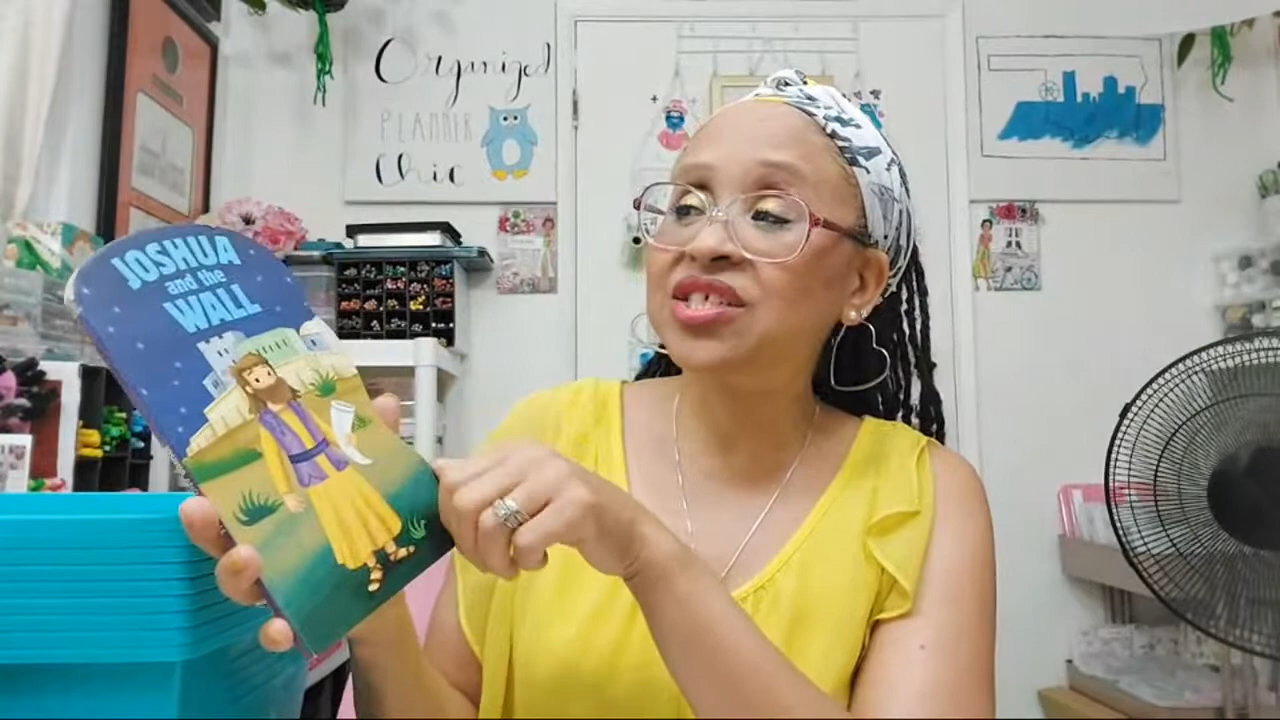 Organized
PLANNER
Chic
JOSHUA
and the
WALL